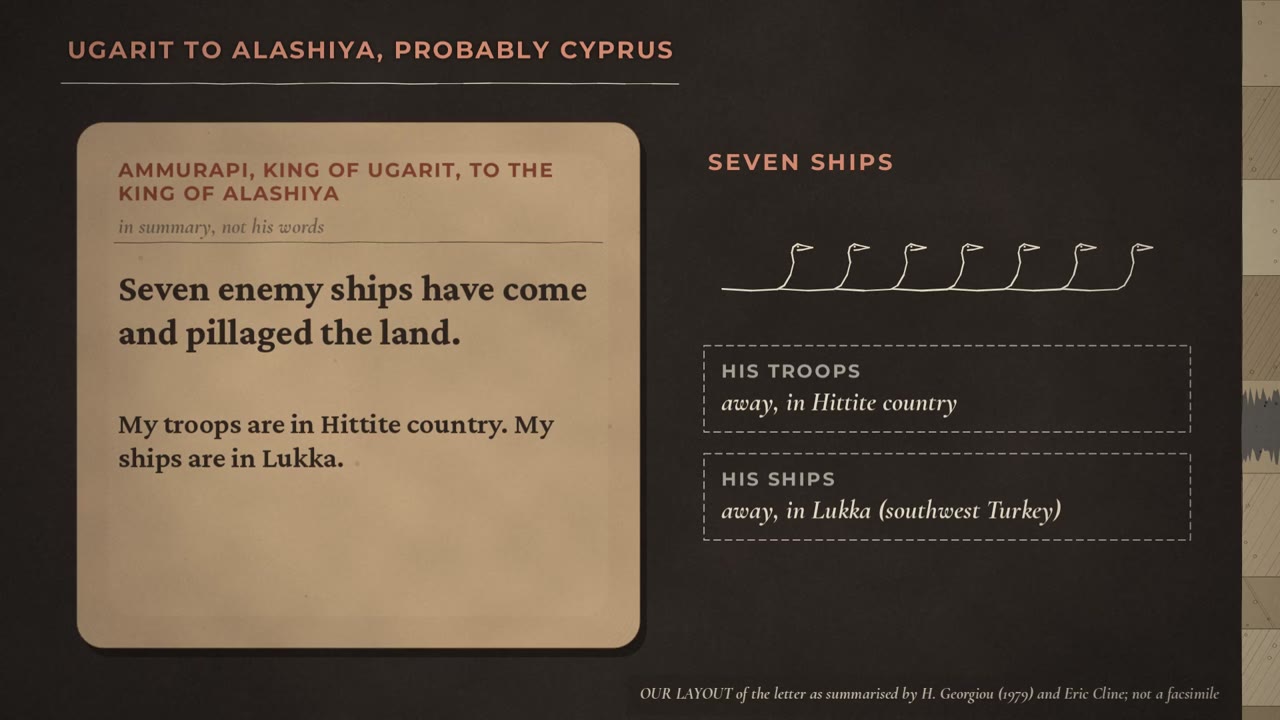 UGARIT TO ALASHIYA, PROBABLY CYPRUS
AMMURAPI, KING OF UGARIT, TO THE
KING OF ALASHIYA
in summary, not his words
Seven enemy ships have come
and pillaged the land.
My troops are in Hittite country. My
ships are in Lukka.
SEVEN SHIPS
HIS TROOPS
away, in Hittite country
HIS SHIPS
away, in Lukka (southwest Turkey)
OUR LAYOUT of the letter as summarised by H. Georgiou (1979) and Eric Cline; not a facsimile